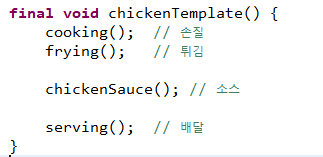 final void chickenTemplate() {
    cooking();  // 손질
    frying();   // 튀김
    chickenSauce(); // 소스
    serving();  // 배달
}